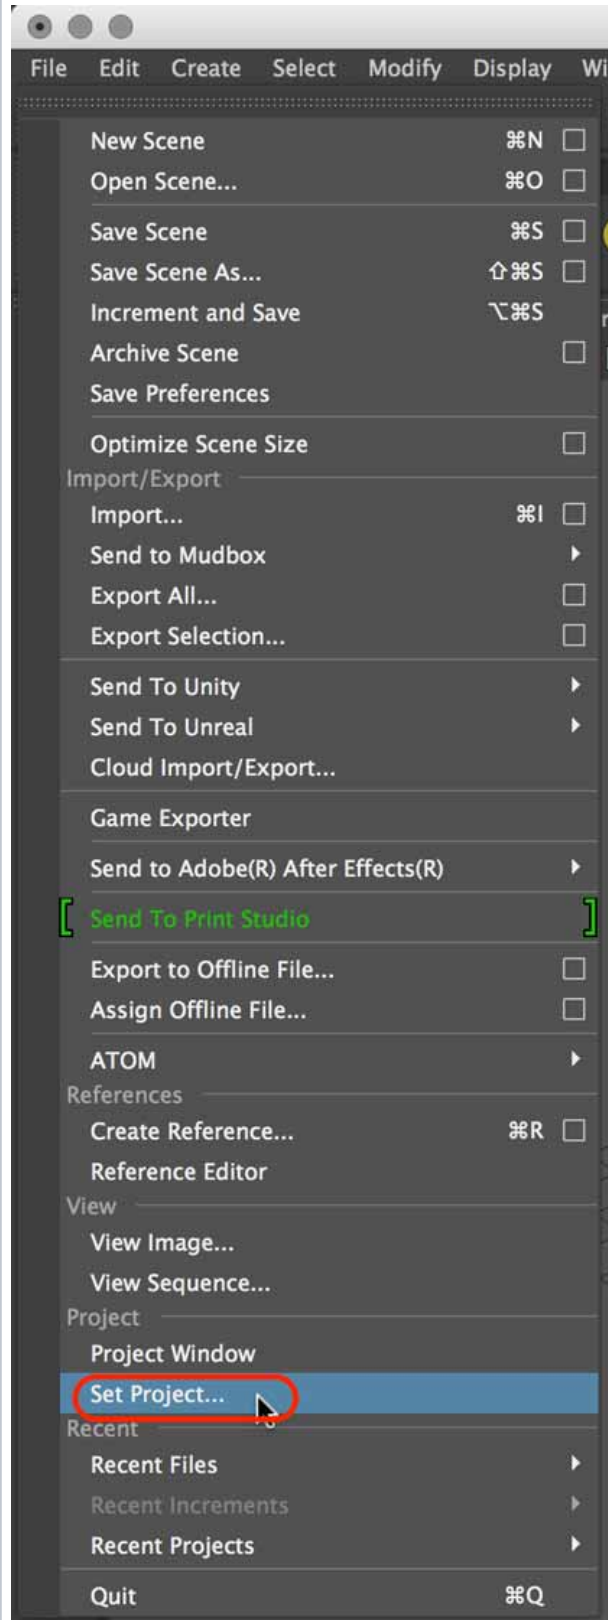 File Edit Create Select Modify Display Wi
New Scene ⌘N
Open Scene... ⌘O
Save Scene ⌘S
Save Scene As... ⇧⌘S
Increment and Save ⌥⌘S
Archive Scene
Save Preferences
Optimize Scene Size
Import/Export
Import... ⌘I
Send to Mudbox
Export All...
Export Selection...
Send To Unity
Send To Unreal
Cloud Import/Export...
Game Exporter
Send to Adobe(R) After Effects(R)
[ Send To Print Studio ]
Export to Offline File...
Assign Offline File...
ATOM
References
Create Reference... ⌘R
Reference Editor
View
View Image...
View Sequence...
Project
Project Window
Set Project...
Recent
Recent Files
Recent Increments
Recent Projects
Quit ⌘Q